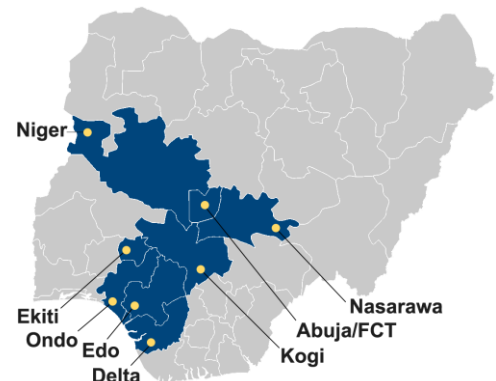 Niger
Nasarawa
Abuja/FCT
Kogi
Ekiti
Ondo
Edo
Delta